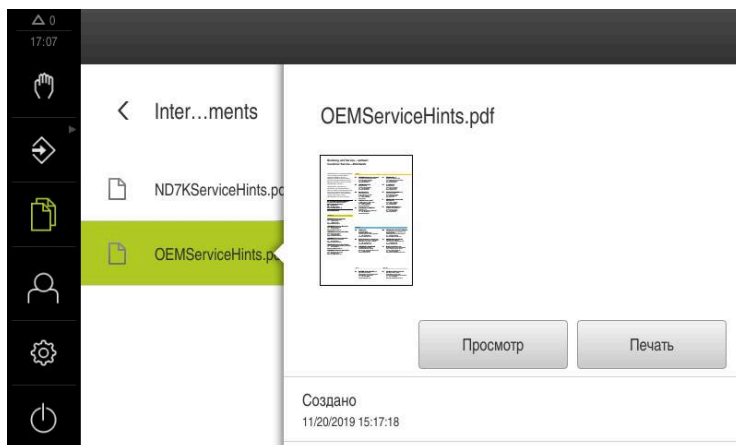 0
17:07
Inter...ments
OEMServiceHints.pdf
ND7KServiceHints.pd
OEMServiceHints.pd
Просмотр
Печать
Создано
11/20/2019 15:17:18